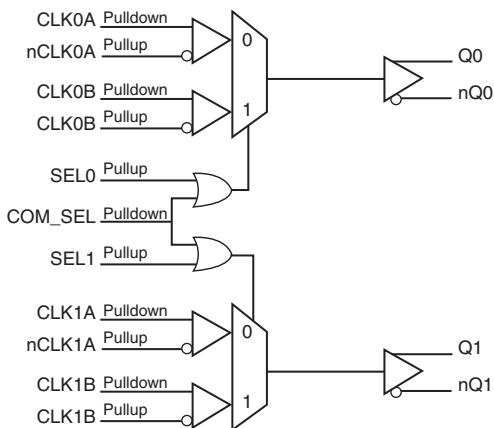 CLK0A Pulldown
nCLK0A Pullup
0
CLK0B Pulldown
CLK0B Pullup
1
Q0
nQ0
SEL0 Pullup
COM_SEL Pulldown
SEL1 Pullup
CLK1A Pulldown
nCLK1A Pullup
0
CLK1B Pulldown
CLK1B Pullup
1
Q1
nQ1